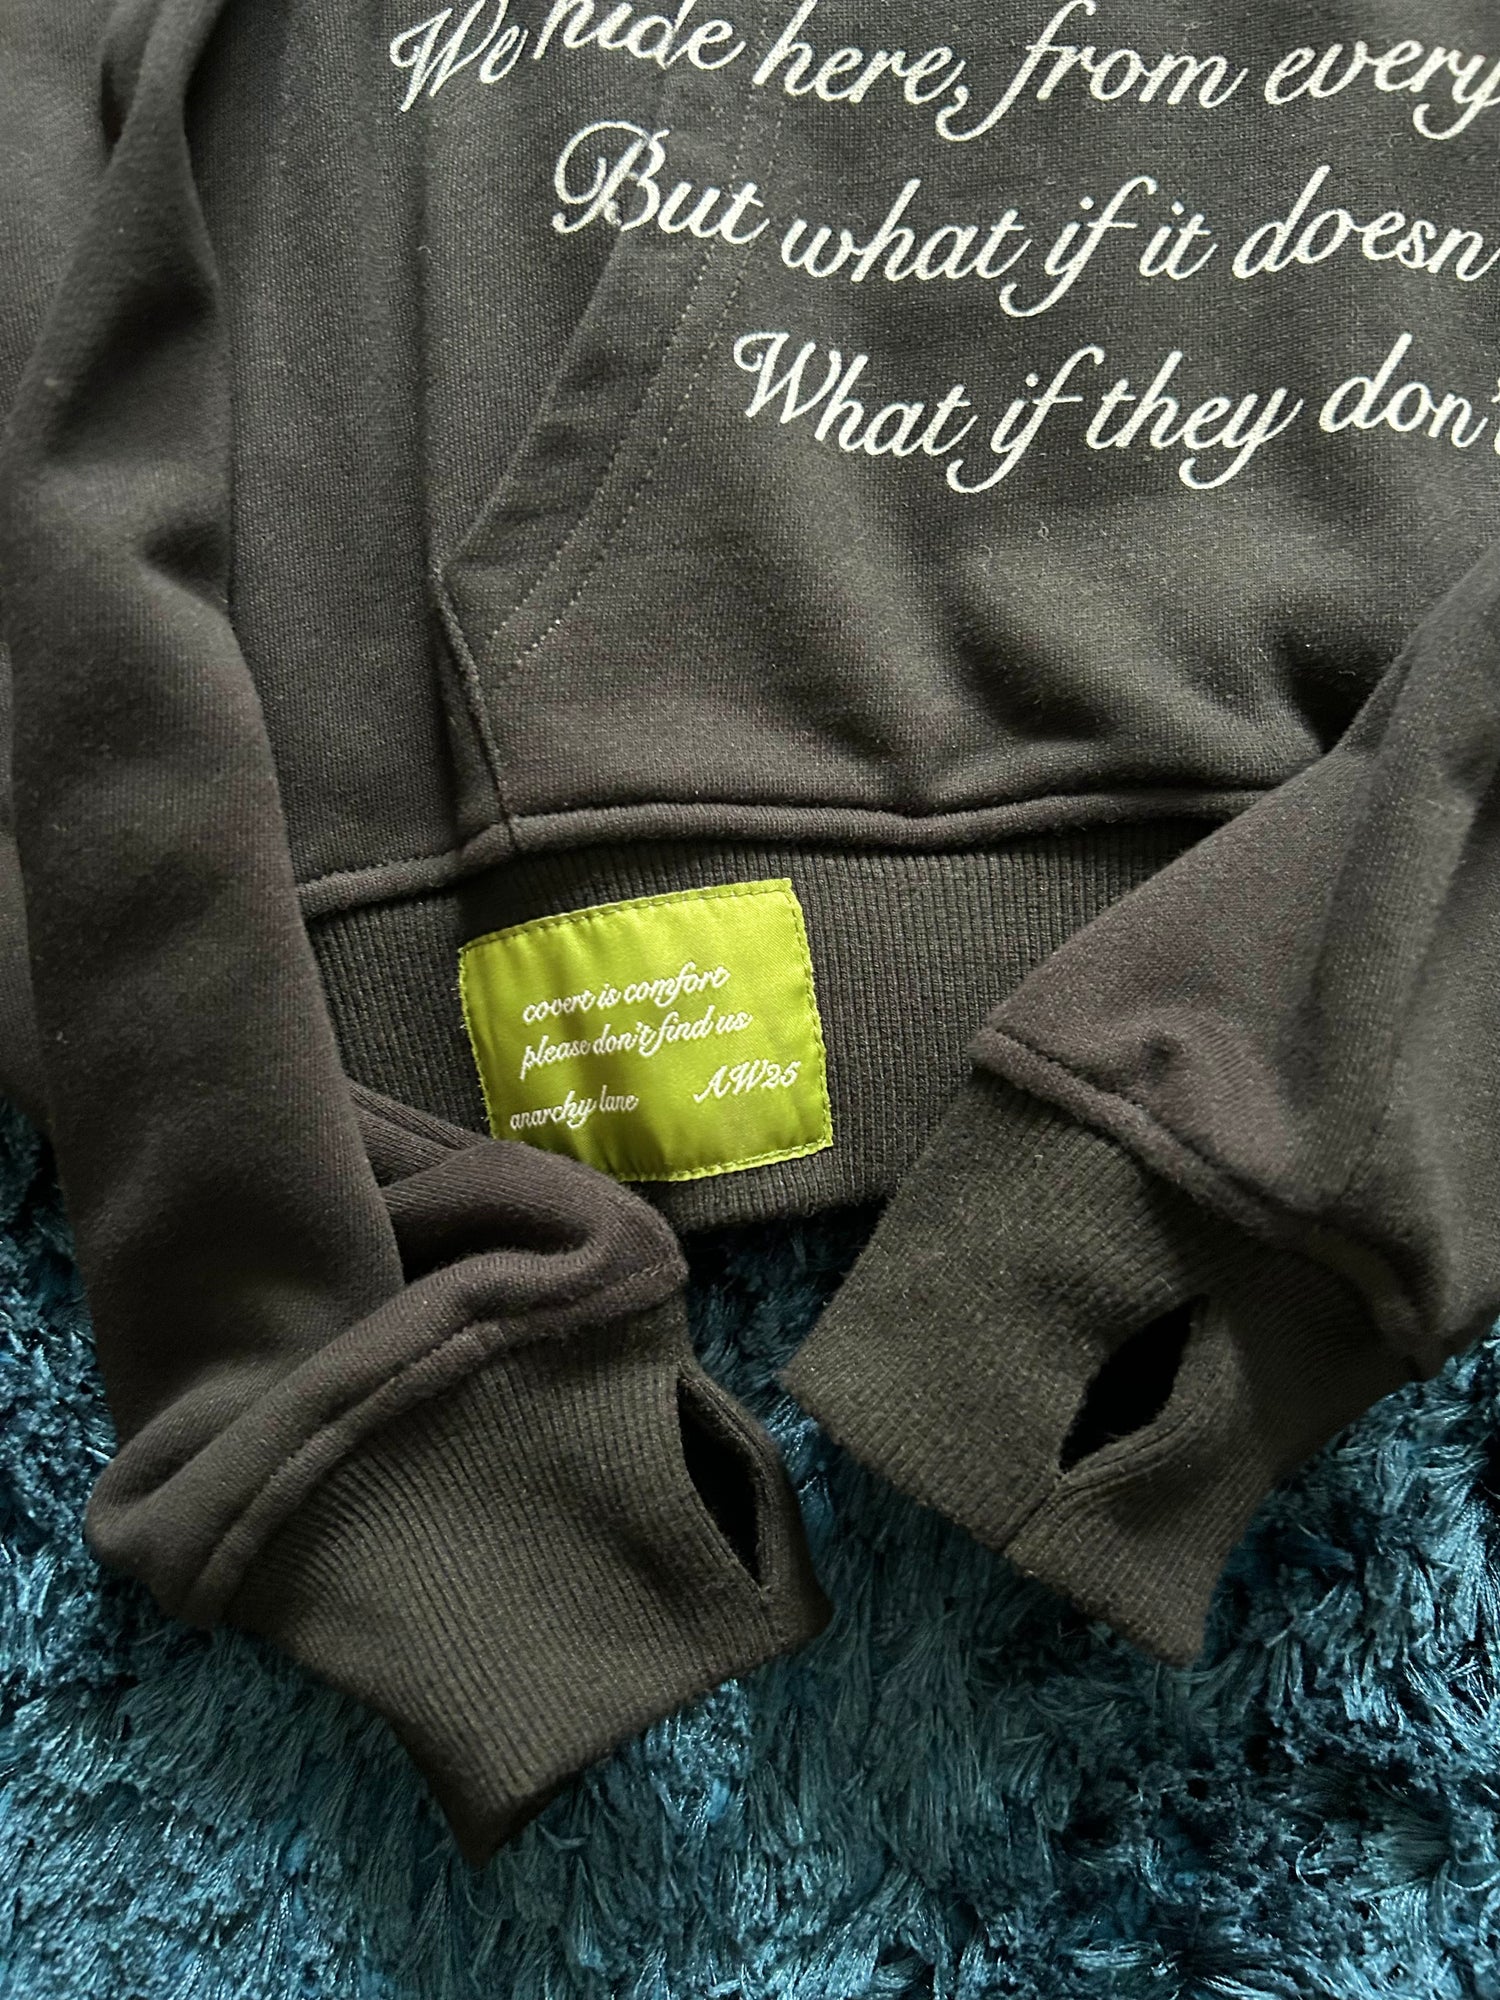 We hide here, from every
But what if it doesn'
What if they don't
covert is comfort
please don't find us
anarchy lane AW25